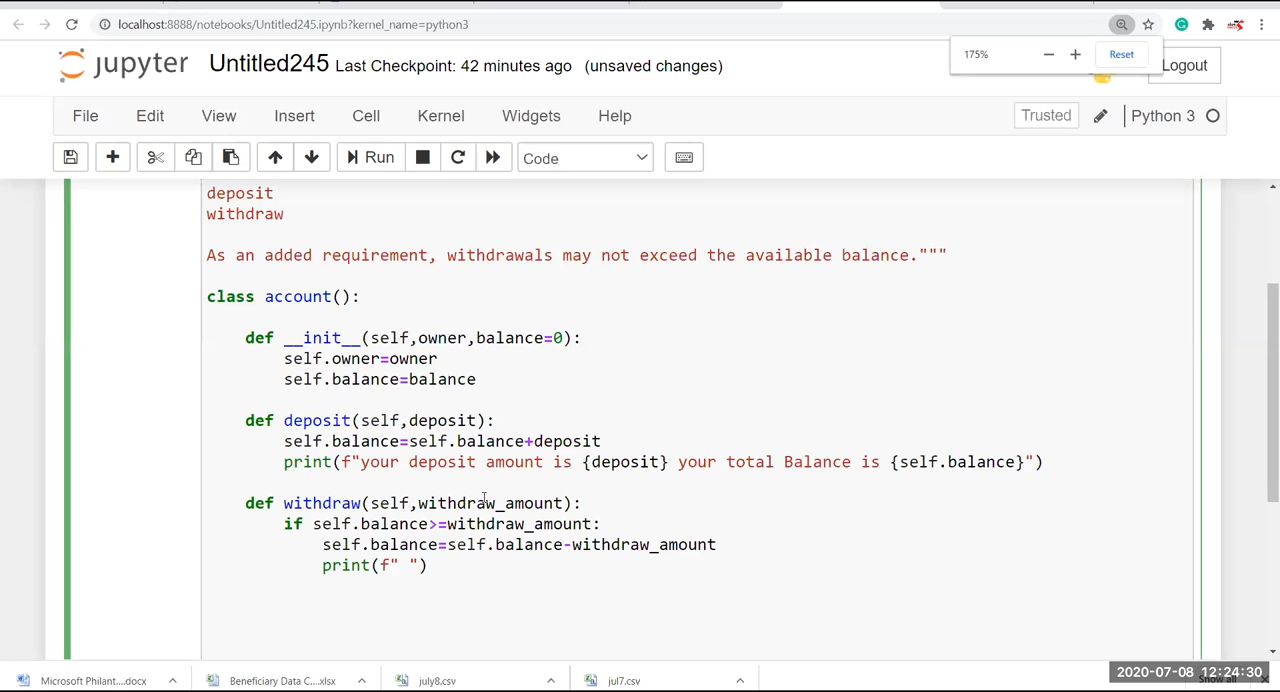 localhost:8888/notebooks/Untitled245.ipynb?kernel_name=python3
175% Reset
jupyter Untitled245 Last Checkpoint: 42 minutes ago (unsaved changes) Logout
File Edit View Insert Cell Kernel Widgets Help Trusted Python 3
Run Code
deposit
withdraw
As an added requirement, withdrawals may not exceed the available balance."""
class account():
def __init__(self,owner,balance=0):
self.owner=owner
self.balance=balance
def deposit(self,deposit):
self.balance=self.balance+deposit
print(f"your deposit amount is {deposit} your total Balance is {self.balance}")
def withdraw(self,withdraw_amount):
if self.balance>=withdraw_amount:
self.balance=self.balance-withdraw_amount
print(f" ")
Microsoft Philant....docx Beneficiary Data C....xlsx july8.csv jul7.csv Show all
2020-07-08 12:24:30